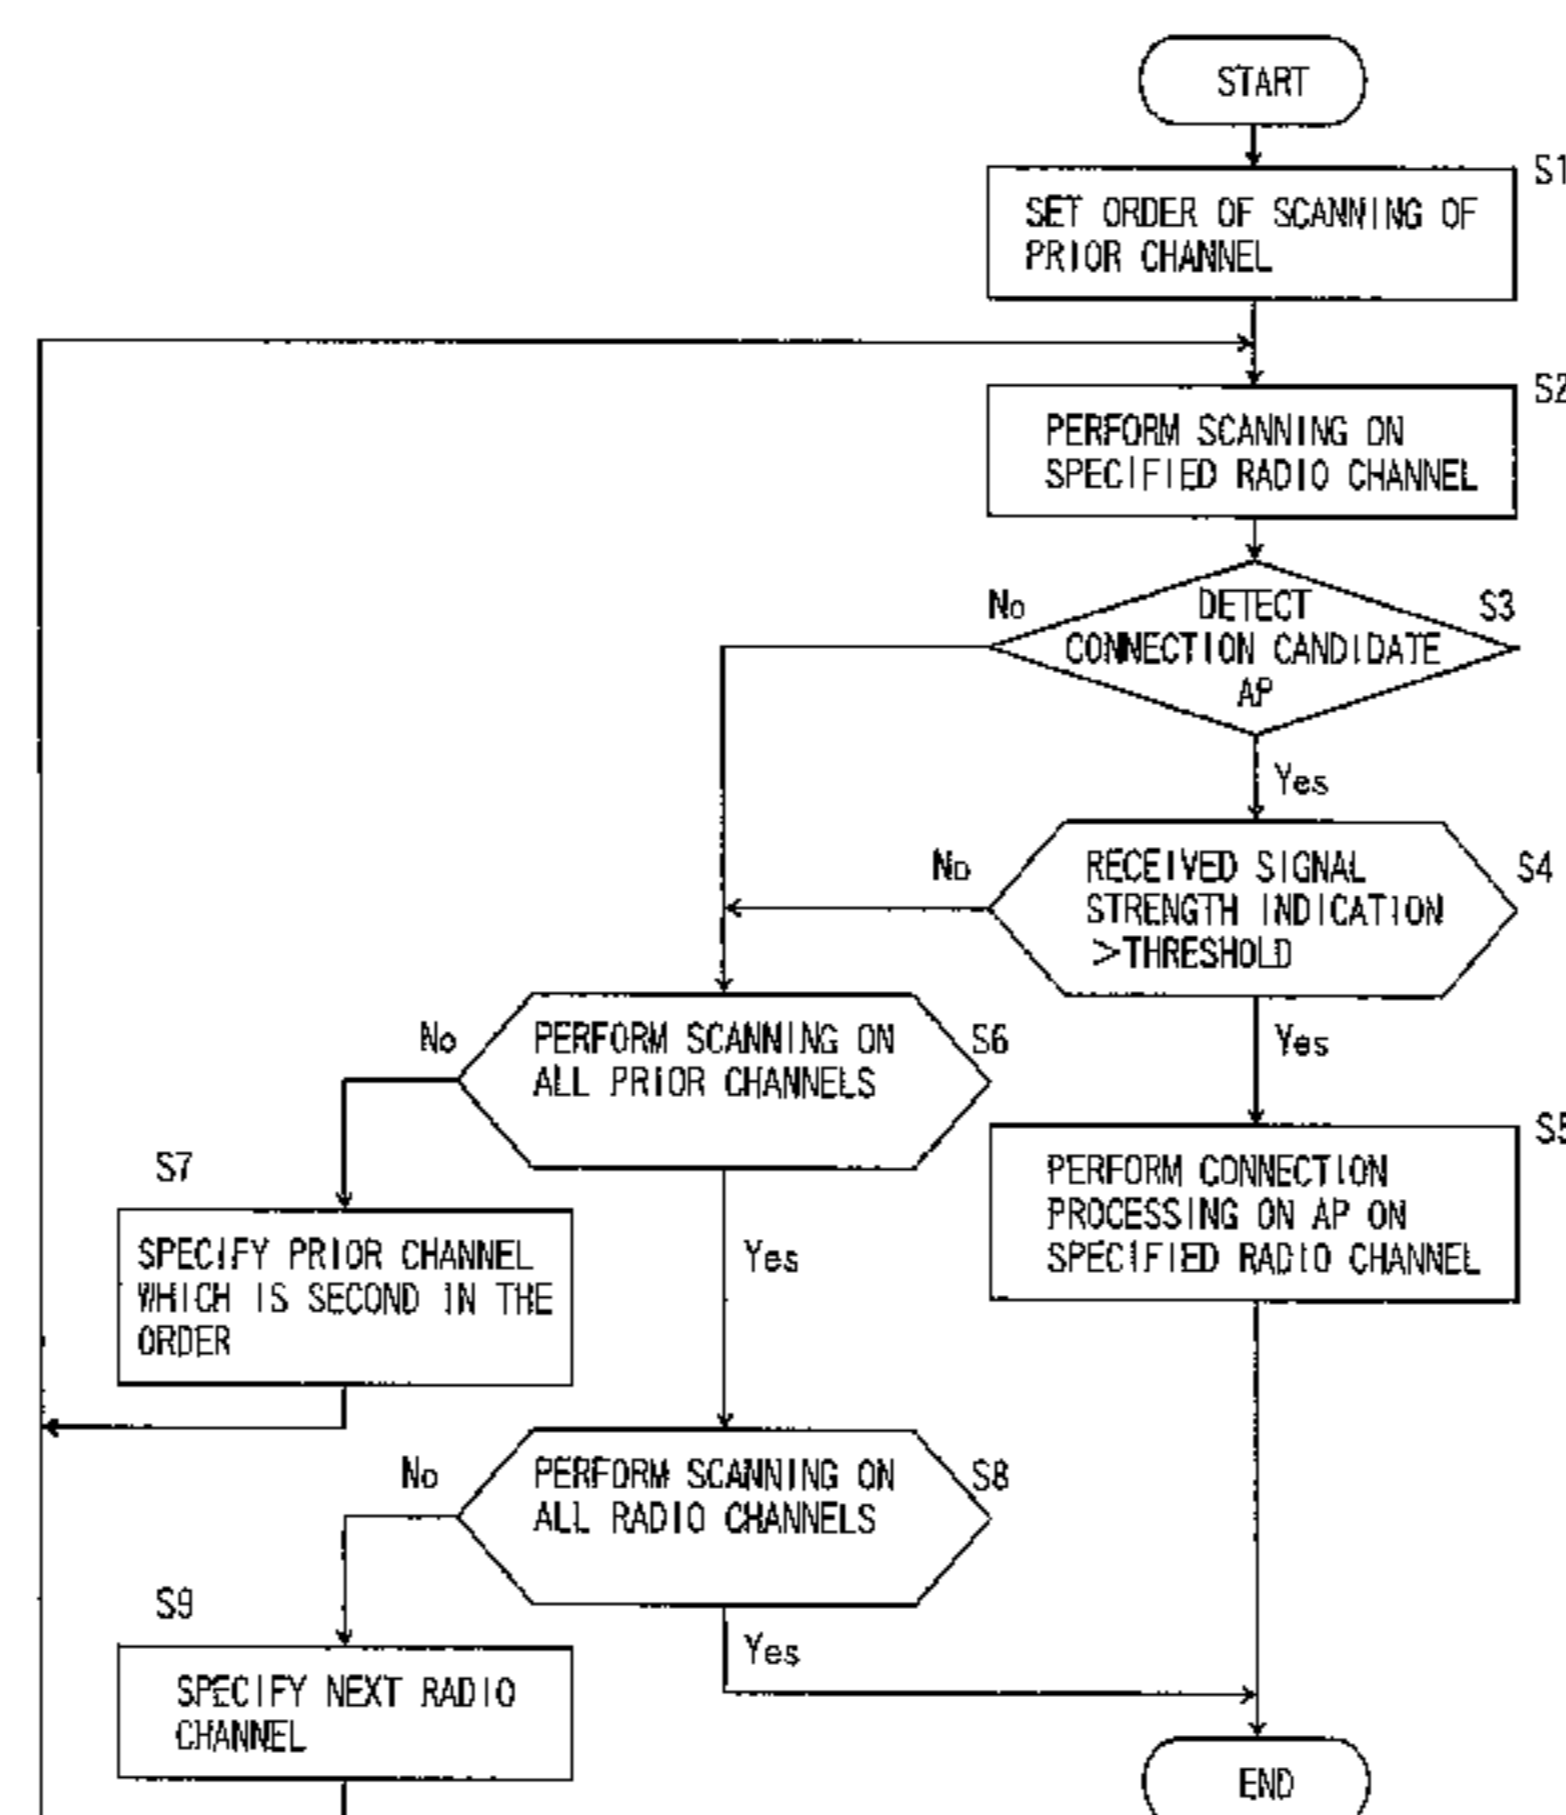 START
S1
SET ORDER OF SCANNING OF
PRIOR CHANNEL
S2
PERFORM SCANNING ON
SPECIFIED RADIO CHANNEL
No
DETECT
S3
CONNECTION CANDIDATE
AP
Yes
No
RECEIVED SIGNAL
S4
STRENGTH INDICATION
>THRESHOLD
No
PERFORM SCANNING ON
S6
ALL PRIOR CHANNELS
Yes
S5
PERFORM CONNECTION
PROCESSING ON AP ON
SPECIFIED RADIO CHANNEL
S7
SPECIFY PRIOR CHANNEL
WHICH IS SECOND IN THE
ORDER
Yes
No
PERFORM SCANNING ON
S8
ALL RADIO CHANNELS
S9
Yes
SPECIFY NEXT RADIO
CHANNEL
END